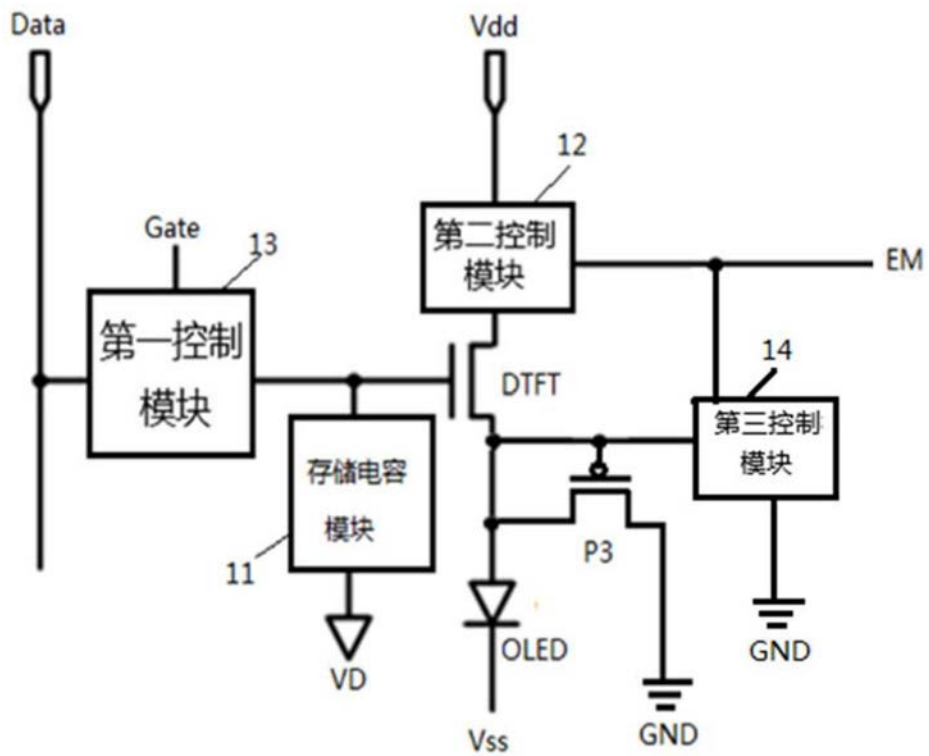 Data
Vdd
12
Gate
13
第二控制
模块
EM
第一控制
模块
DTFT
14
第三控制
模块
存储电容
模块
11
P3
VD
OLED
GND
Vss
GND